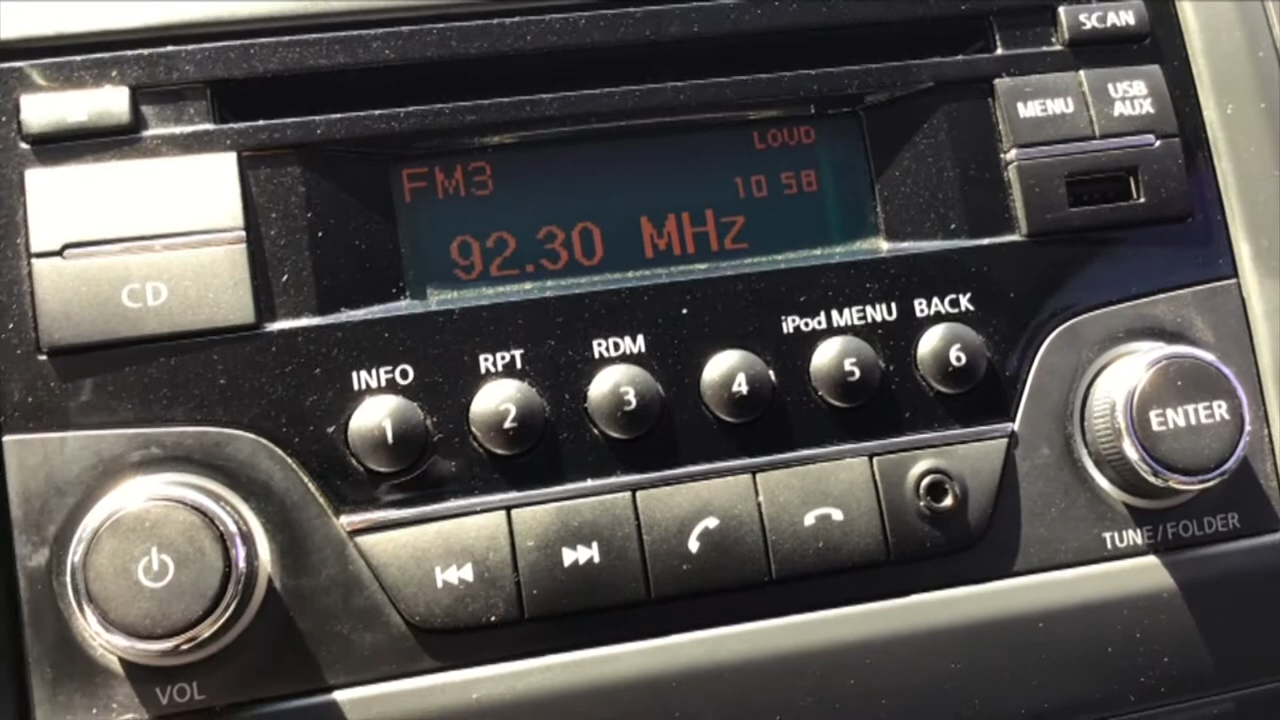 SCAN
MENU
USB
AUX
LOUD
FM3
10 58
92.30 MHz
CD
INFO
RPT
RDM
iPod MENU
BACK
1
2
3
4
5
6
ENTER
TUNE/FOLDER
VOL